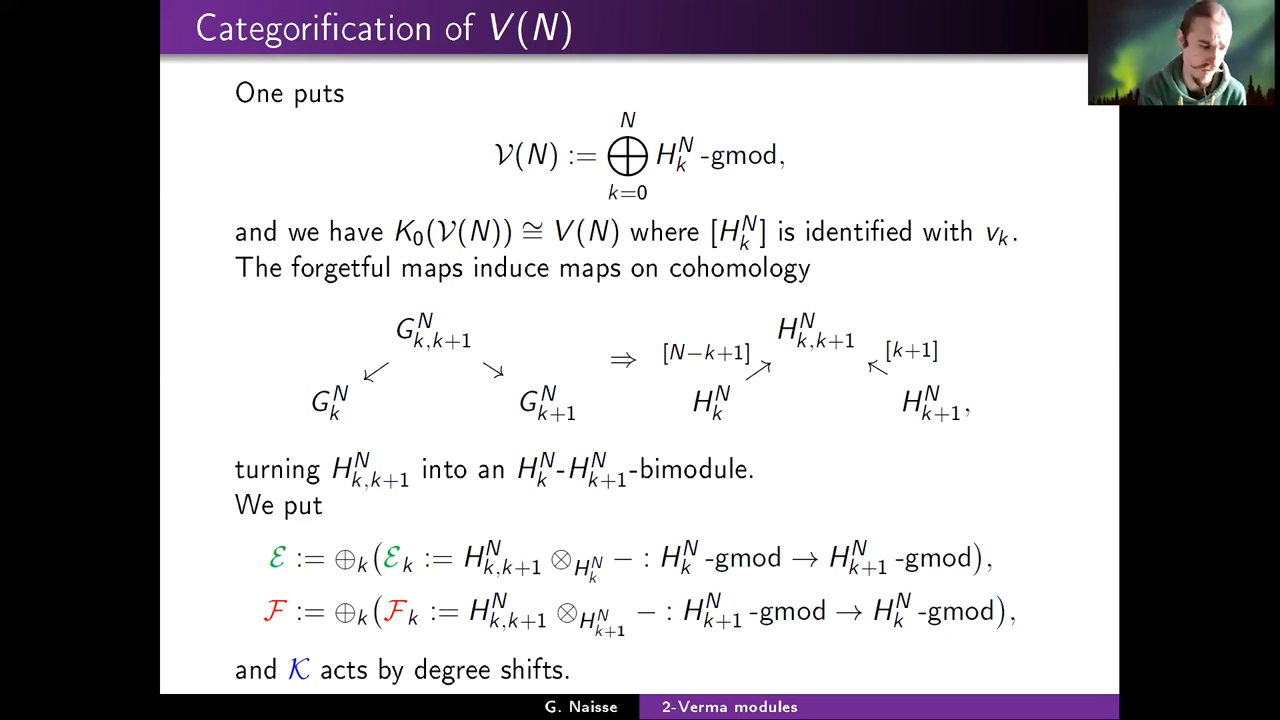 Categorification of V(N)
One puts
𝒱(N) := ⨁_{k=0}^{N} H_k^N -gmod,
and we have K_0(𝒱(N)) ≅ V(N) where [H_k^N] is identified with v_k.
The forgetful maps induce maps on cohomology
G_{k,k+1}^N H_{k,k+1}^N
⇒ [N−k+1] [k+1]
↙ ↘ ↗ ↖
G_k^N G_{k+1}^N H_k^N H_{k+1}^N,
turning H_{k,k+1}^N into an H_k^N-H_{k+1}^N-bimodule.
We put
ℰ := ⊕_k(ℰ_k := H_{k,k+1}^N ⊗_{H_k^N} − : H_k^N -gmod → H_{k+1}^N -gmod),
ℱ := ⊕_k(ℱ_k := H_{k,k+1}^N ⊗_{H_{k+1}^N} − : H_{k+1}^N -gmod → H_k^N -gmod),
and 𝒦 acts by degree shifts.
G. Naisse 2-Verma modules